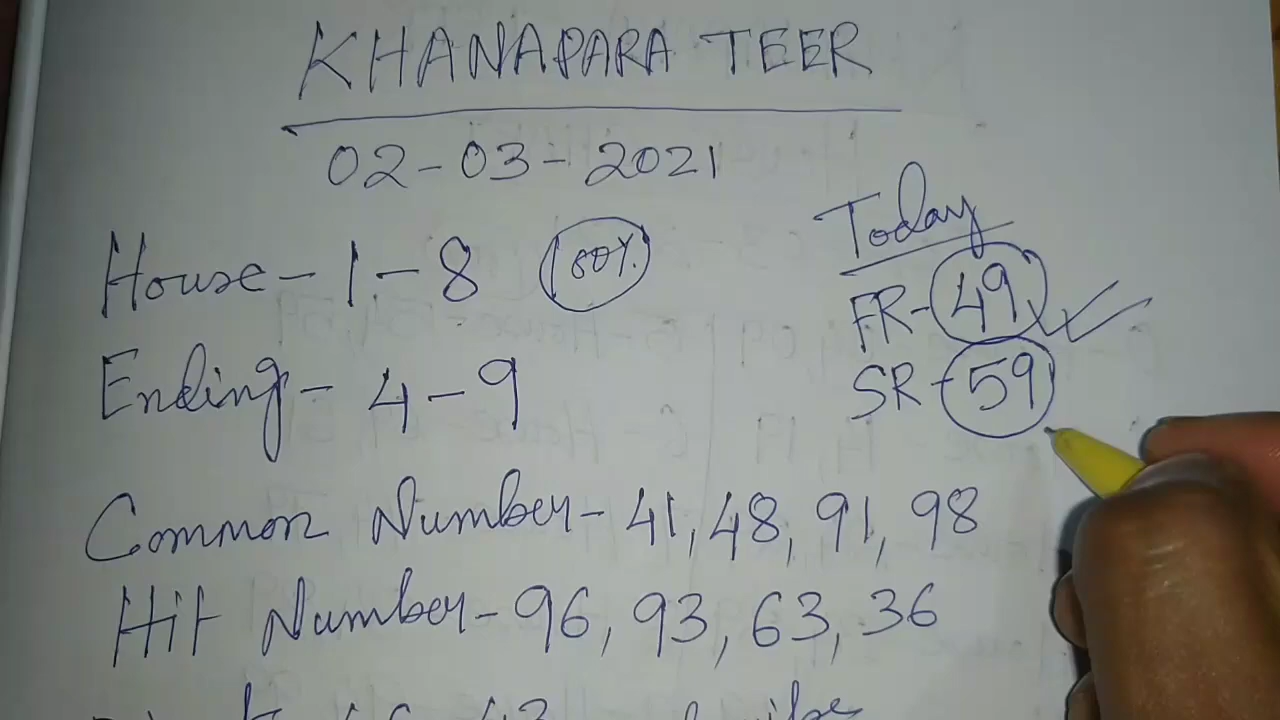 KHANAPARA TEER
02-03-2021
House - 1 - 8 100%.
Ending - 4 - 9
Today
FR - 49
SR - 59
Common Number - 41, 48, 91, 98
Hit Number - 96, 93, 63, 36